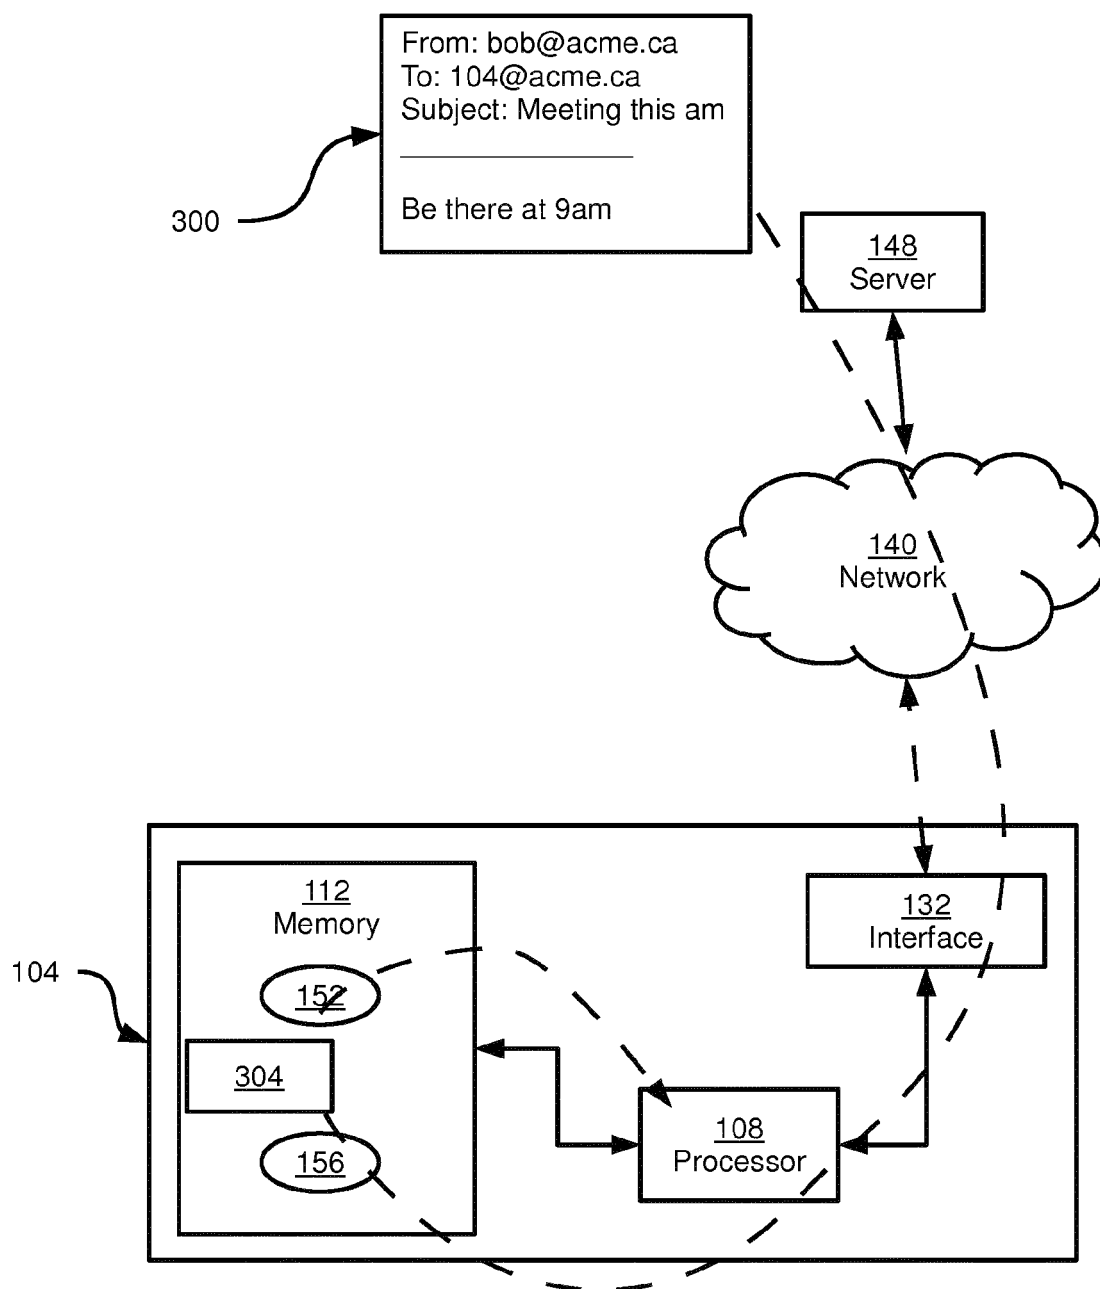 From: bob@acme.ca
To: 104@acme.ca
Subject: Meeting this am
Be there at 9am
300
148
Server
140
Network
112
Memory
132
Interface
104
152
304
108
Processor
156